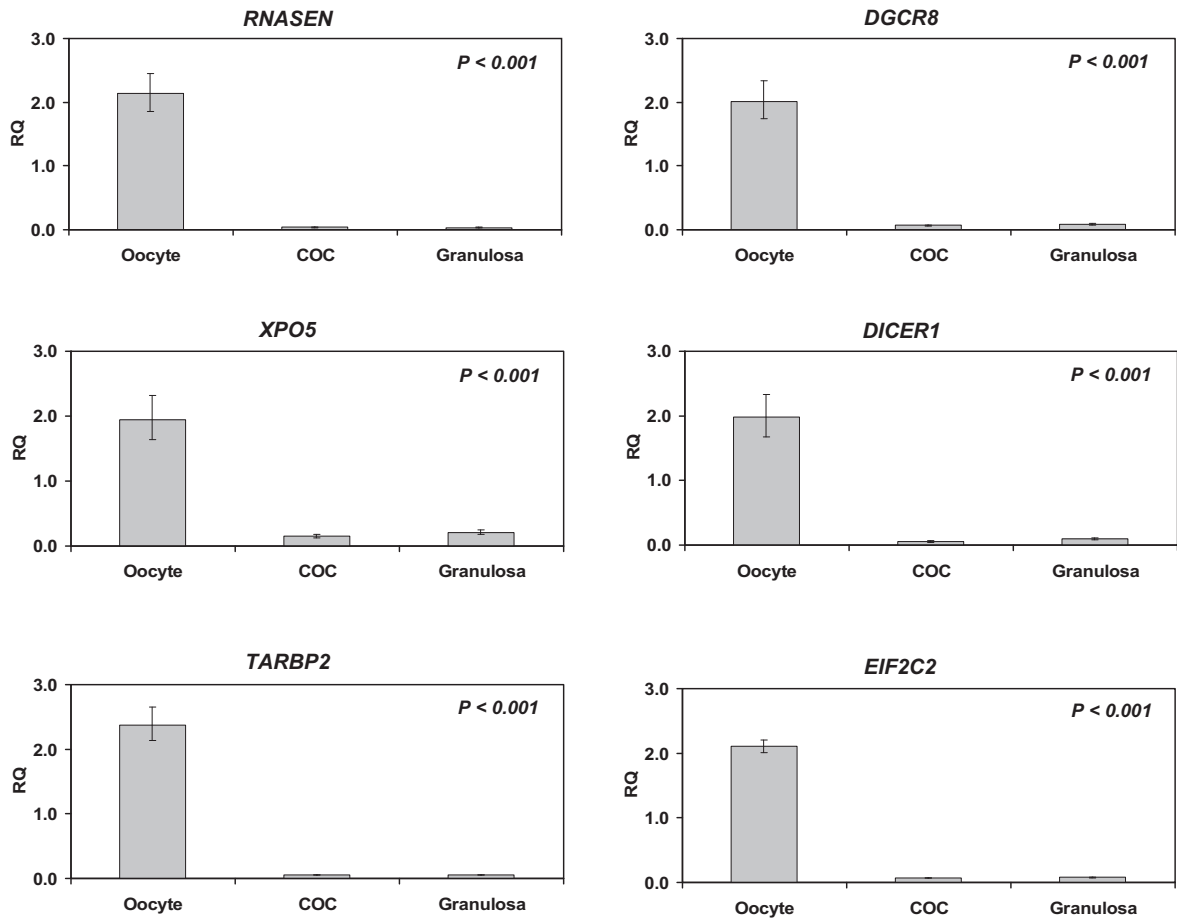 RNASEN
3.0
P < 0.001
2.0
RQ
1.0
0.0
Oocyte COC Granulosa
DGCR8
3.0
P < 0.001
2.0
RQ
1.0
0.0
Oocyte COC Granulosa
XPO5
3.0
P < 0.001
2.0
RQ
1.0
0.0
Oocyte COC Granulosa
DICER1
3.0
P < 0.001
2.0
RQ
1.0
0.0
Oocyte COC Granulosa
TARBP2
3.0
P < 0.001
2.0
RQ
1.0
0.0
Oocyte COC Granulosa
EIF2C2
3.0
P < 0.001
2.0
RQ
1.0
0.0
Oocyte COC Granulosa